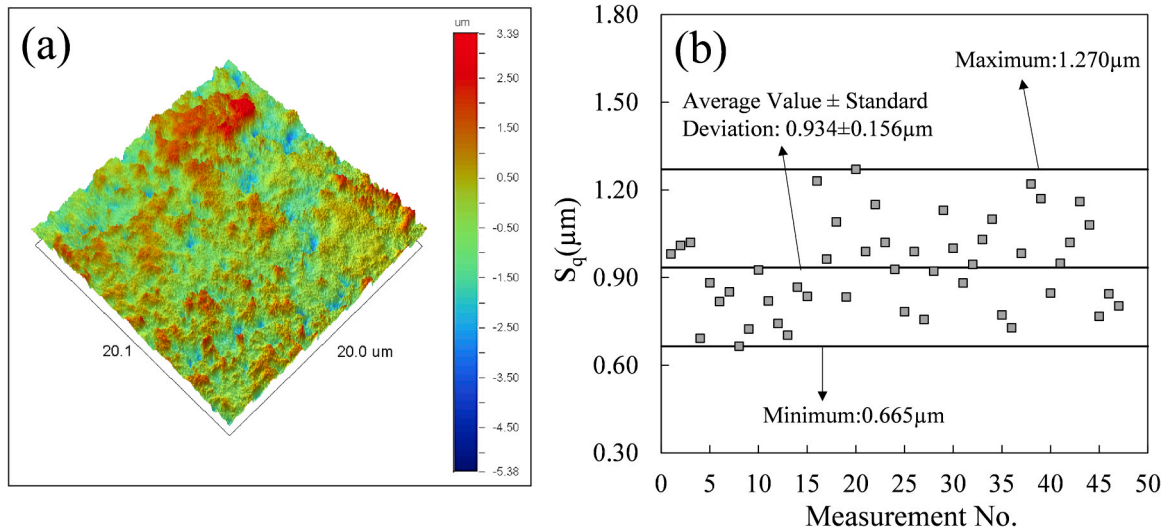 (a)
um
3.39
2.50
1.50
0.50
-0.50
-1.50
-2.50
-3.50
-4.50
-5.38
20.1
20.0 um
(b)
Sq(µm)
1.80
1.50
1.20
0.90
0.60
0.30
Maximum:1.270µm
Average Value ± Standard
Deviation: 0.934±0.156µm
Minimum:0.665µm
0 5 10 15 20 25 30 35 40 45 50
Measurement No.